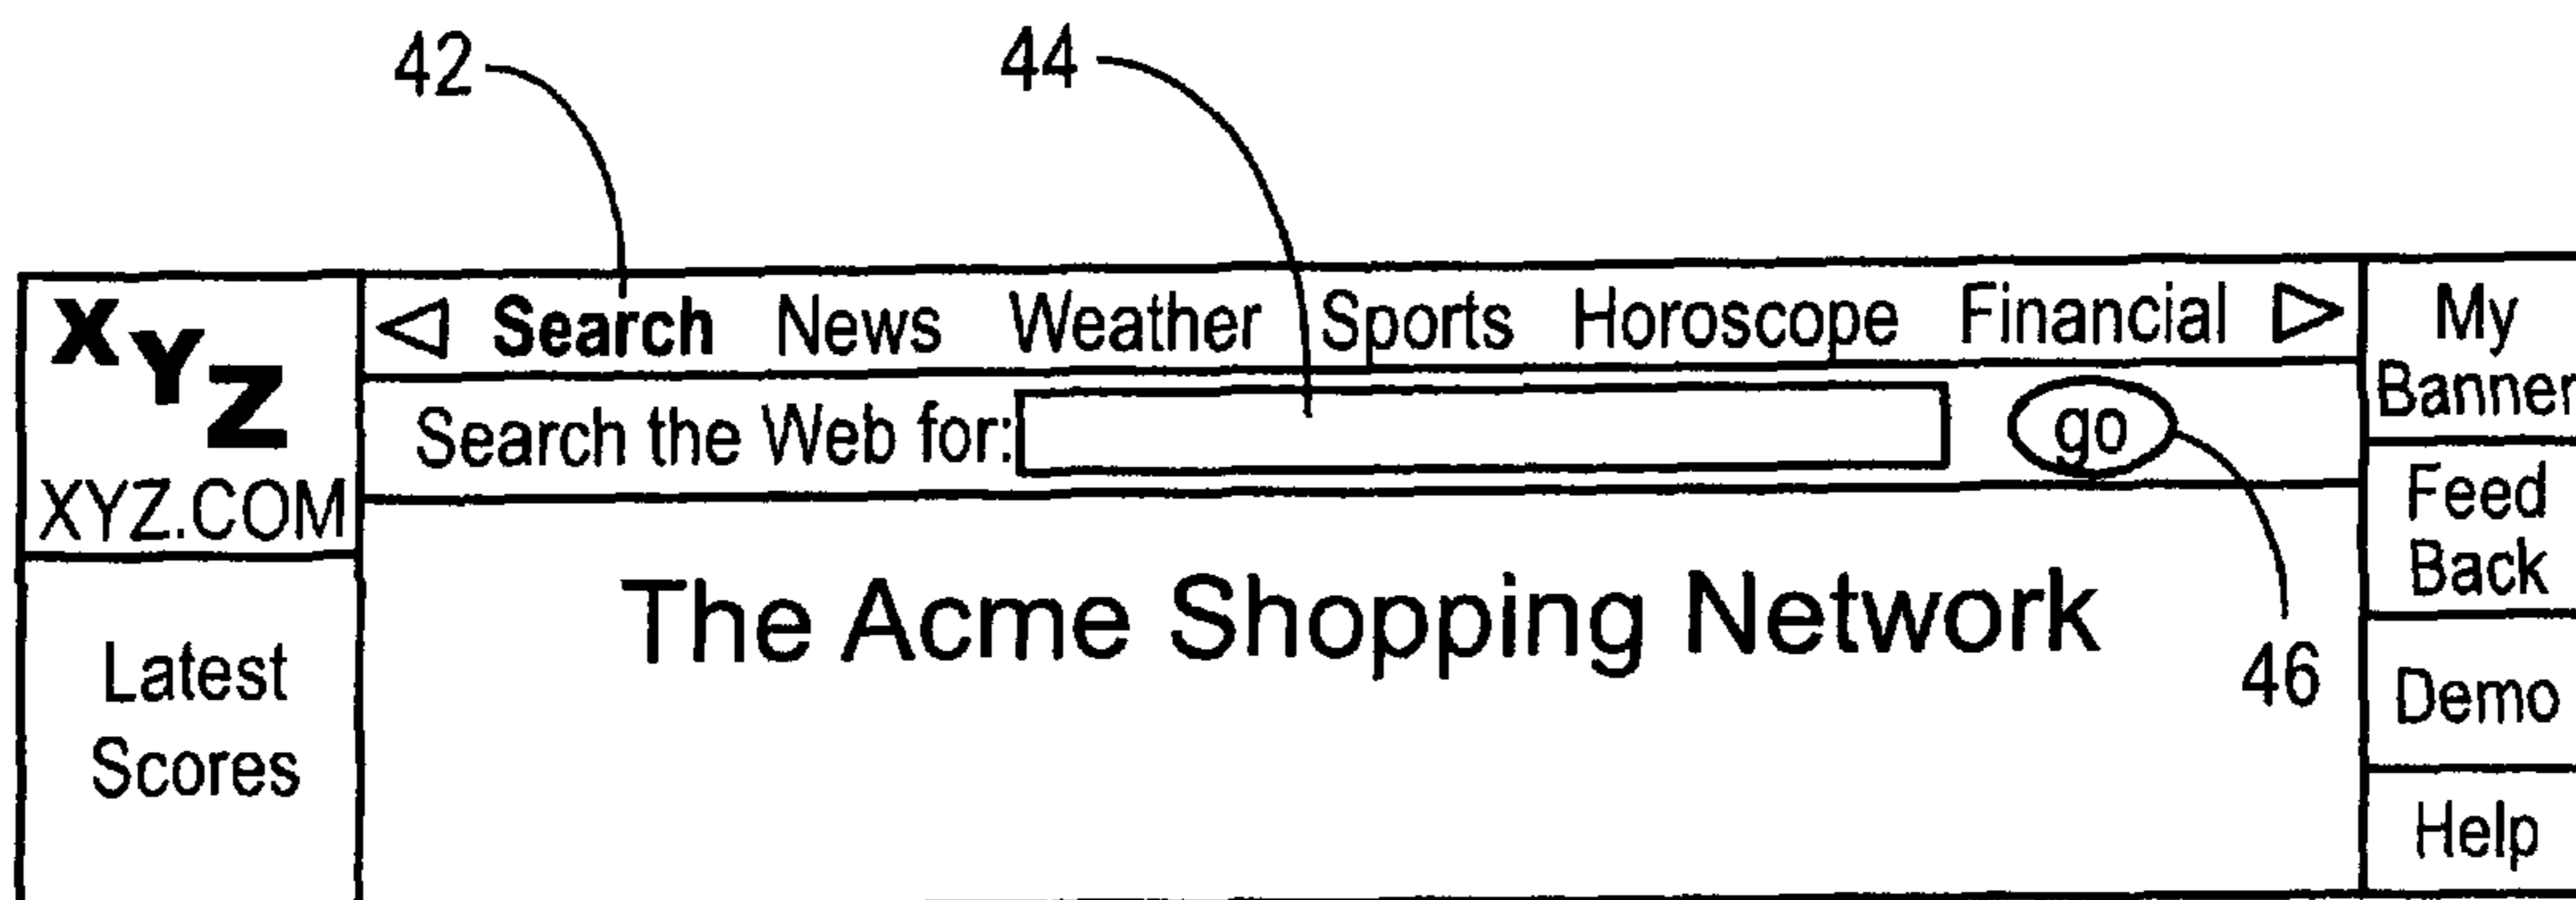 42
44
X Y Z
XYZ.COM
Search News Weather Sports Horoscope Financial
Search the Web for:
go
The Acme Shopping Network
46
Latest
Scores
My
Banner
Feed
Back
Demo
Help